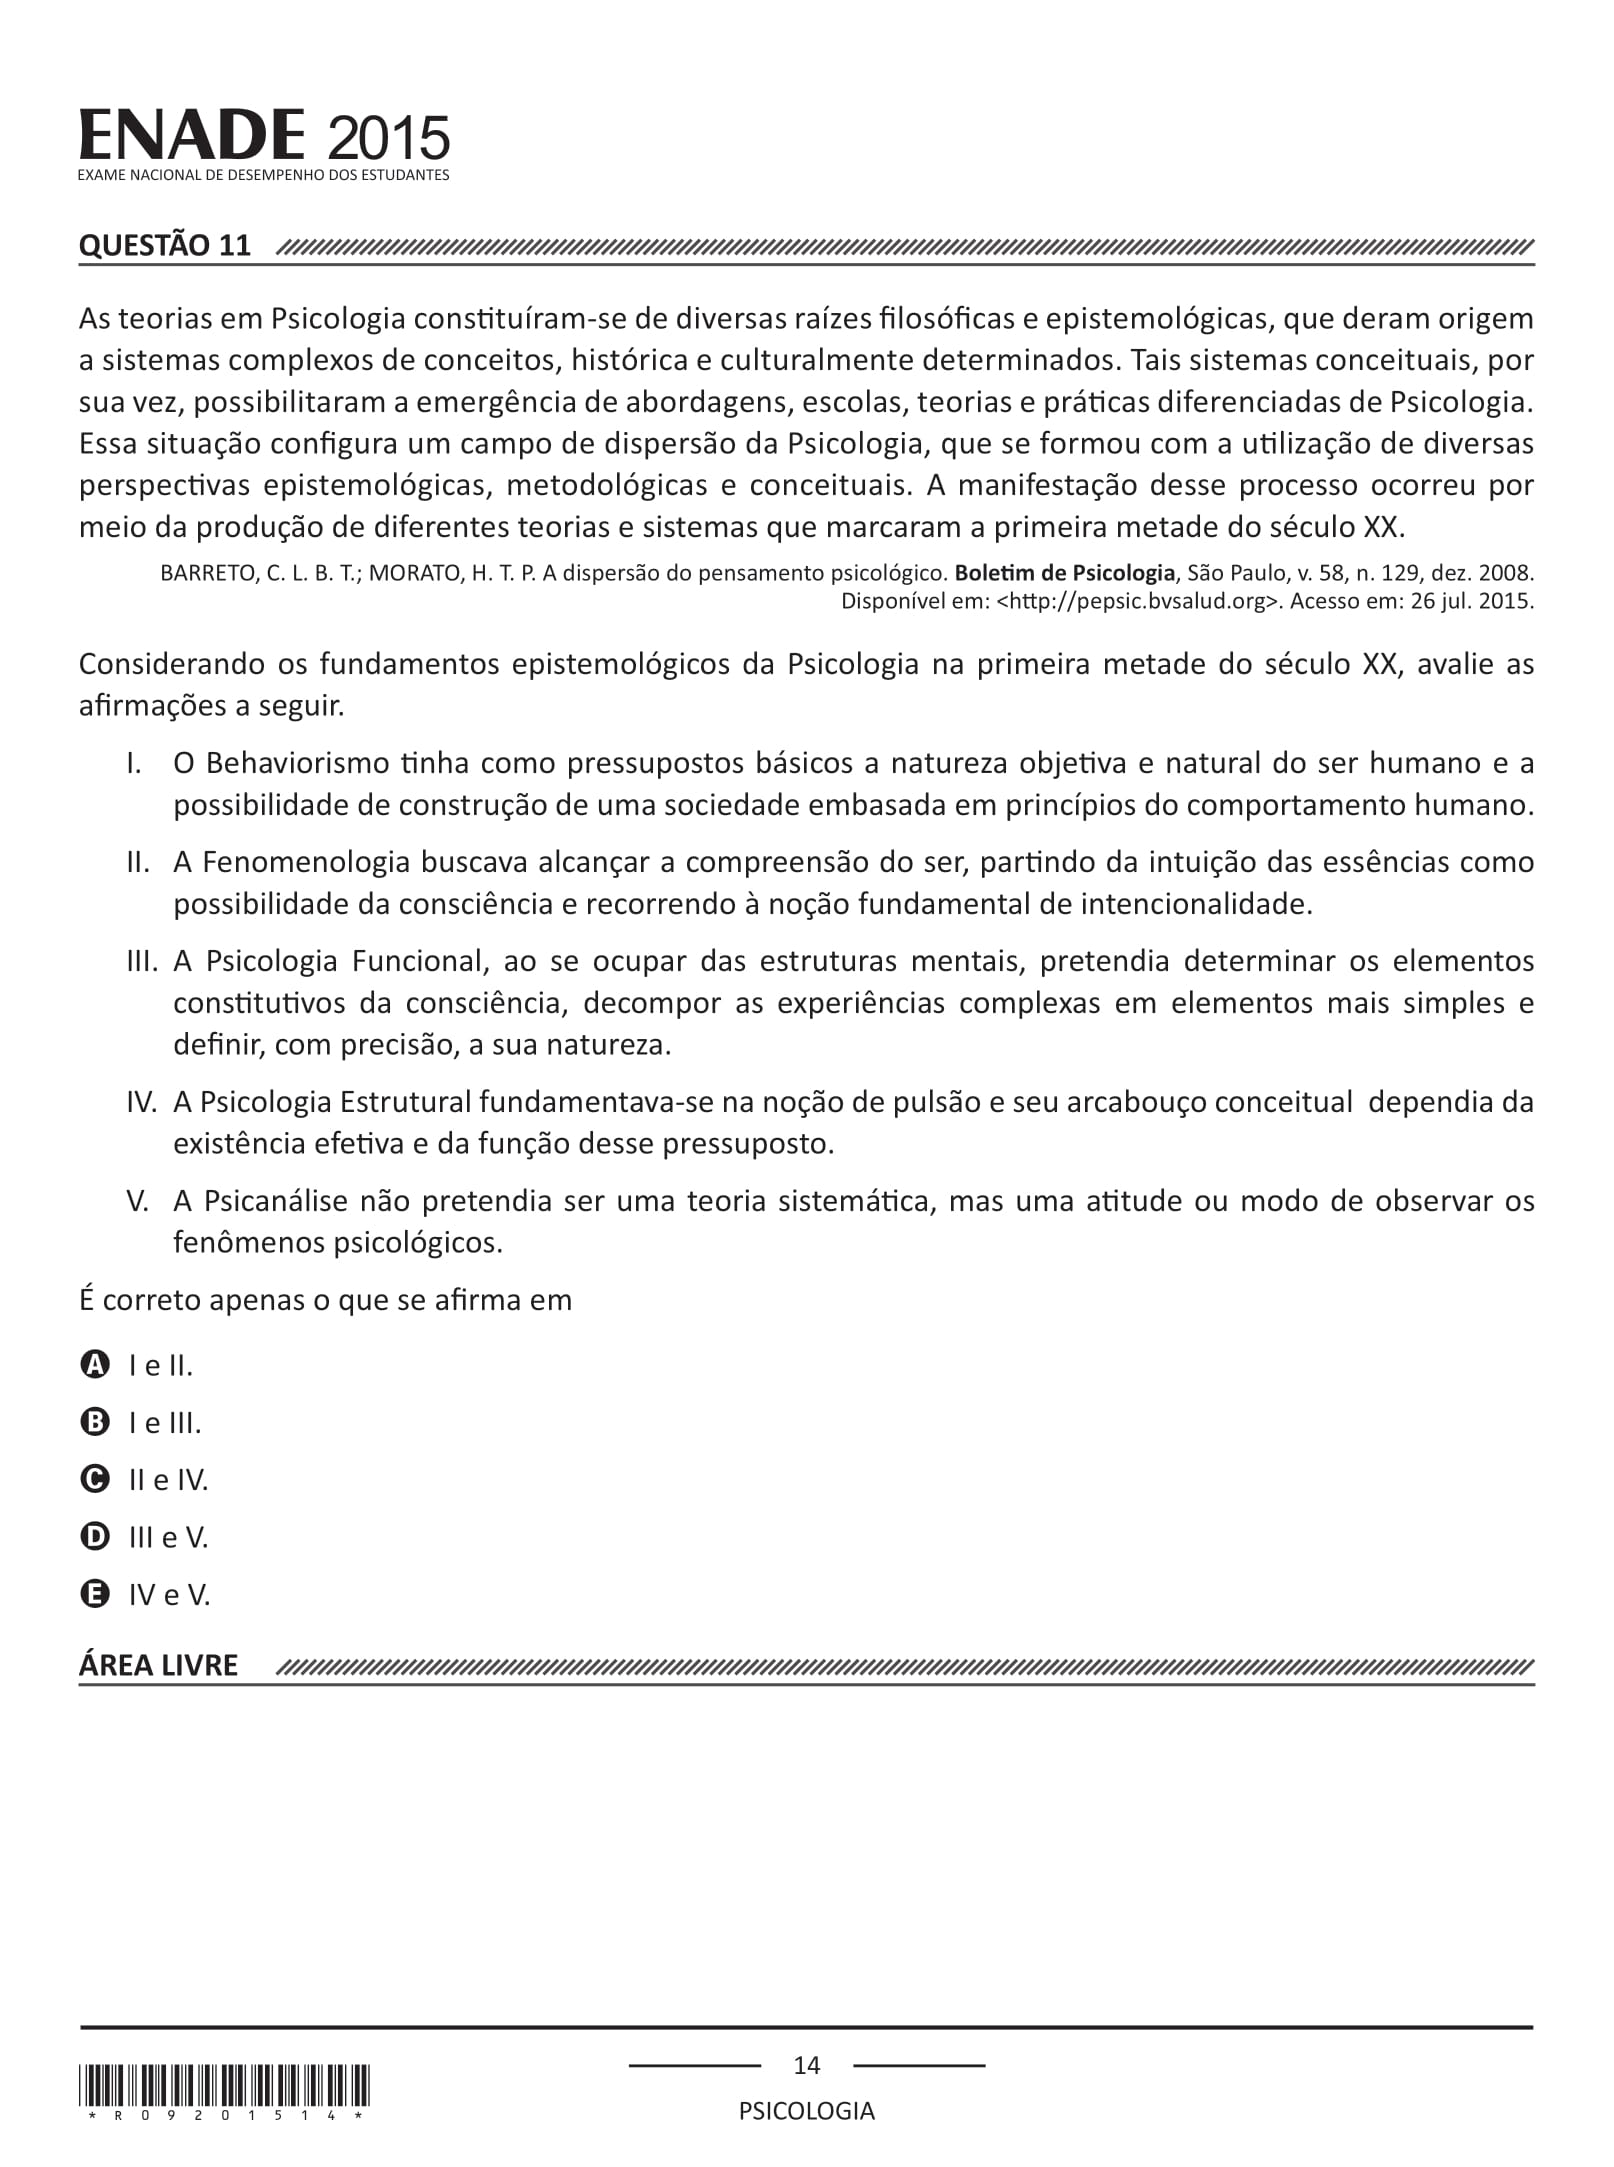 ENADE 2015
EXAME NACIONAL DE DESEMPENHO DOS ESTUDANTES
QUESTÃO 11
As teorias em Psicologia constituíram-se de diversas raízes filosóficas e epistemológicas, que deram origem
a sistemas complexos de conceitos, histórica e culturalmente determinados. Tais sistemas conceituais, por
sua vez, possibilitaram a emergência de abordagens, escolas, teorias e práticas diferenciadas de Psicologia.
Essa situação configura um campo de dispersão da Psicologia, que se formou com a utilização de diversas
perspectivas epistemológicas, metodológicas e conceituais. A manifestação desse processo ocorreu por
meio da produção de diferentes teorias e sistemas que marcaram a primeira metade do século XX.
BARRETO, C. L. B. T.; MORATO, H. T. P. A dispersão do pensamento psicológico. Boletim de Psicologia, São Paulo, v. 58, n. 129, dez. 2008.
Disponível em: <http://pepsic.bvsalud.org>. Acesso em: 26 jul. 2015.
Considerando os fundamentos epistemológicos da Psicologia na primeira metade do século XX, avalie as
afirmações a seguir.
I. O Behaviorismo tinha como pressupostos básicos a natureza objetiva e natural do ser humano e a
possibilidade de construção de uma sociedade embasada em princípios do comportamento humano.
II. A Fenomenologia buscava alcançar a compreensão do ser, partindo da intuição das essências como
possibilidade da consciência e recorrendo à noção fundamental de intencionalidade.
III. A Psicologia Funcional, ao se ocupar das estruturas mentais, pretendia determinar os elementos
constitutivos da consciência, decompor as experiências complexas em elementos mais simples e
definir, com precisão, a sua natureza.
IV. A Psicologia Estrutural fundamentava-se na noção de pulsão e seu arcabouço conceitual dependia da
existência efetiva e da função desse pressuposto.
V. A Psicanálise não pretendia ser uma teoria sistemática, mas uma atitude ou modo de observar os
fenômenos psicológicos.
É correto apenas o que se afirma em
A I e II.
B I e III.
C II e IV.
D III e V.
E IV e V.
ÁREA LIVRE
14
PSICOLOGIA
*R09201514*